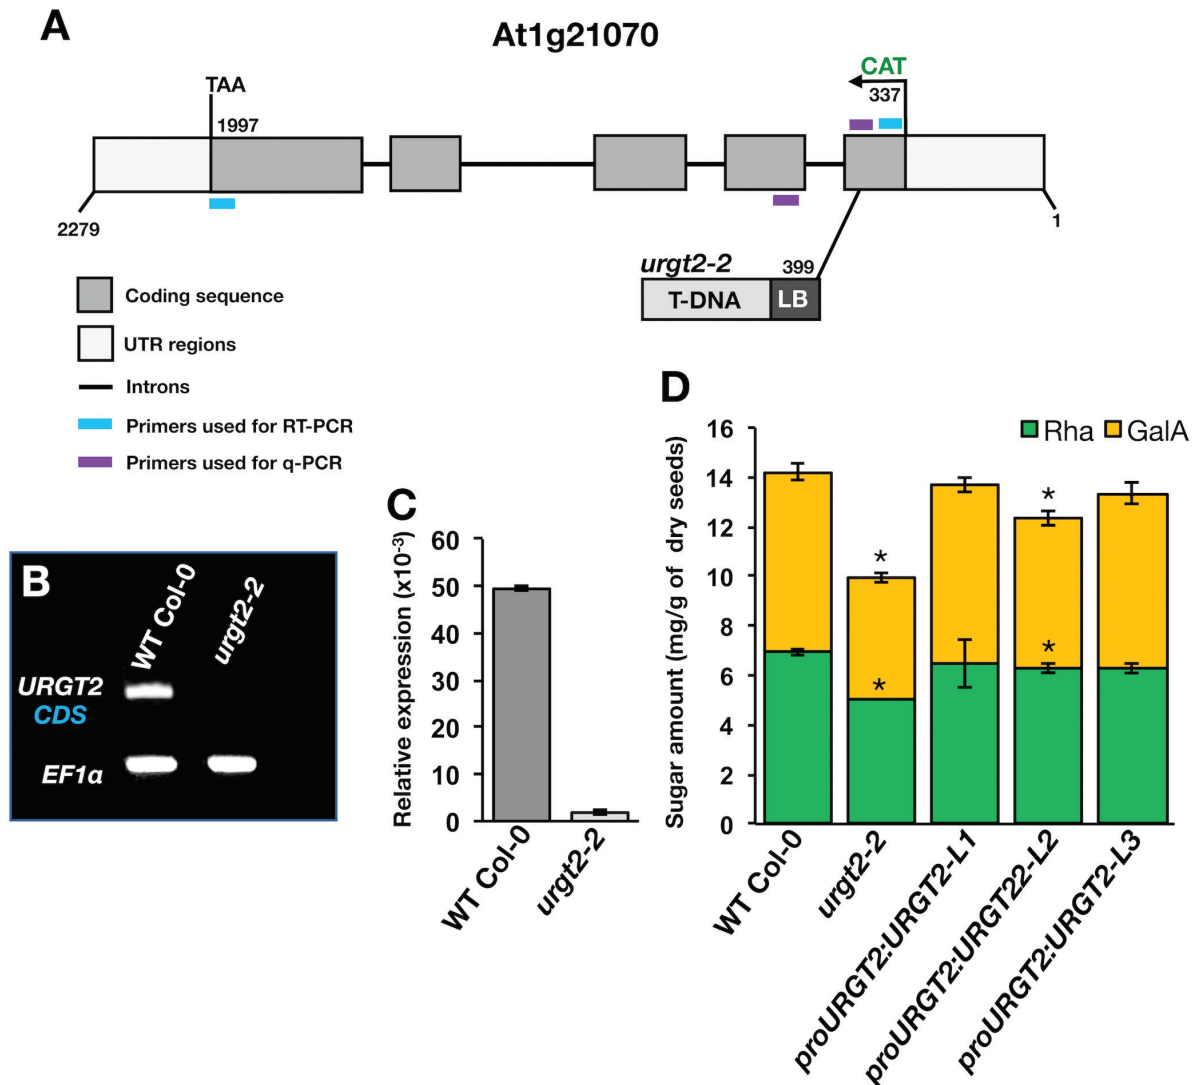 A
At1g21070
TAA
CAT
337
1997
2279
1
urgt2-2
399
T-DNA
LB
Coding sequence
UTR regions
Introns
Primers used for RT-PCR
Primers used for q-PCR
B
WT Col-0
urgt2-2
URGT2
CDS
EF1α
C
Relative expression (x10-3)
60
50
40
30
20
10
0
WT Col-0
urgt2-2
D
Rha
GalA
Sugar amount (mg/g of dry seeds)
16
14
12
10
8
6
4
2
0
*
*
*
*
WT Col-0
urgt2-2
proURGT2:URGT2-L1
proURGT2:URGT22-L2
proURGT2:URGT2-L3